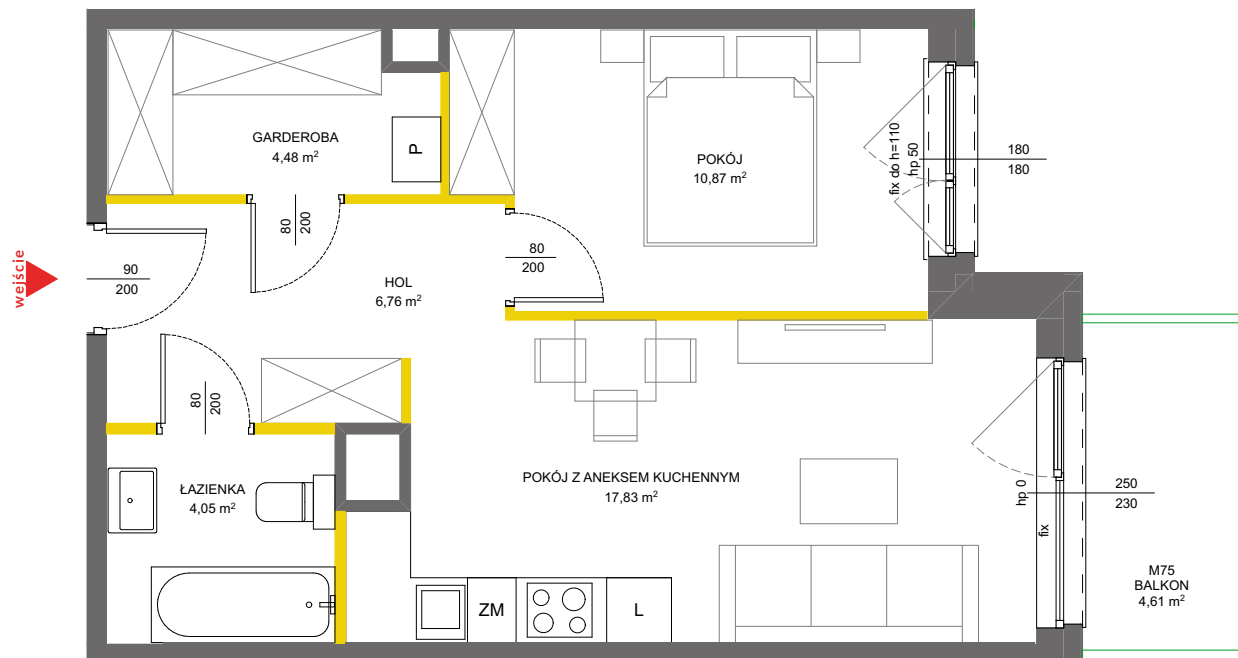 GARDEROBA
4,48 m²
P
POKÓJ
10,87 m²
fix do h=110
hp 50
180
180
80
200
wejście
90
200
HOL
6,76 m²
80
200
80
200
ŁAZIENKA
4,05 m²
POKÓJ Z ANEKSEM KUCHENNYM
17,83 m²
hp 0
fix
250
230
M75
BALKON
4,61 m²
ZM
L